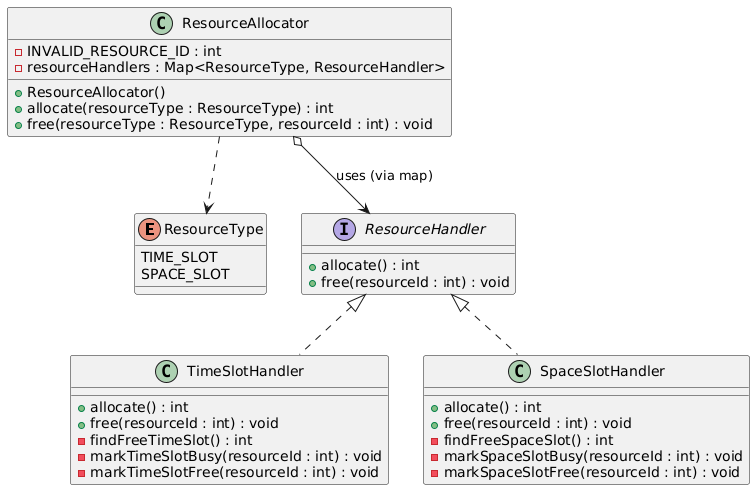 C ResourceAllocator
INVALID_RESOURCE_ID : int
resourceHandlers : Map<ResourceType, ResourceHandler>
ResourceAllocator()
allocate(resourceType : ResourceType) : int
free(resourceType : ResourceType, resourceId : int) : void
uses (via map)
E ResourceType
TIME_SLOT
SPACE_SLOT
I ResourceHandler
allocate() : int
free(resourceId : int) : void
C TimeSlotHandler
allocate() : int
free(resourceId : int) : void
findFreeTimeSlot() : int
markTimeSlotBusy(resourceId : int) : void
markTimeSlotFree(resourceId : int) : void
C SpaceSlotHandler
allocate() : int
free(resourceId : int) : void
findFreeSpaceSlot() : int
markSpaceSlotBusy(resourceId : int) : void
markSpaceSlotFree(resourceId : int) : void